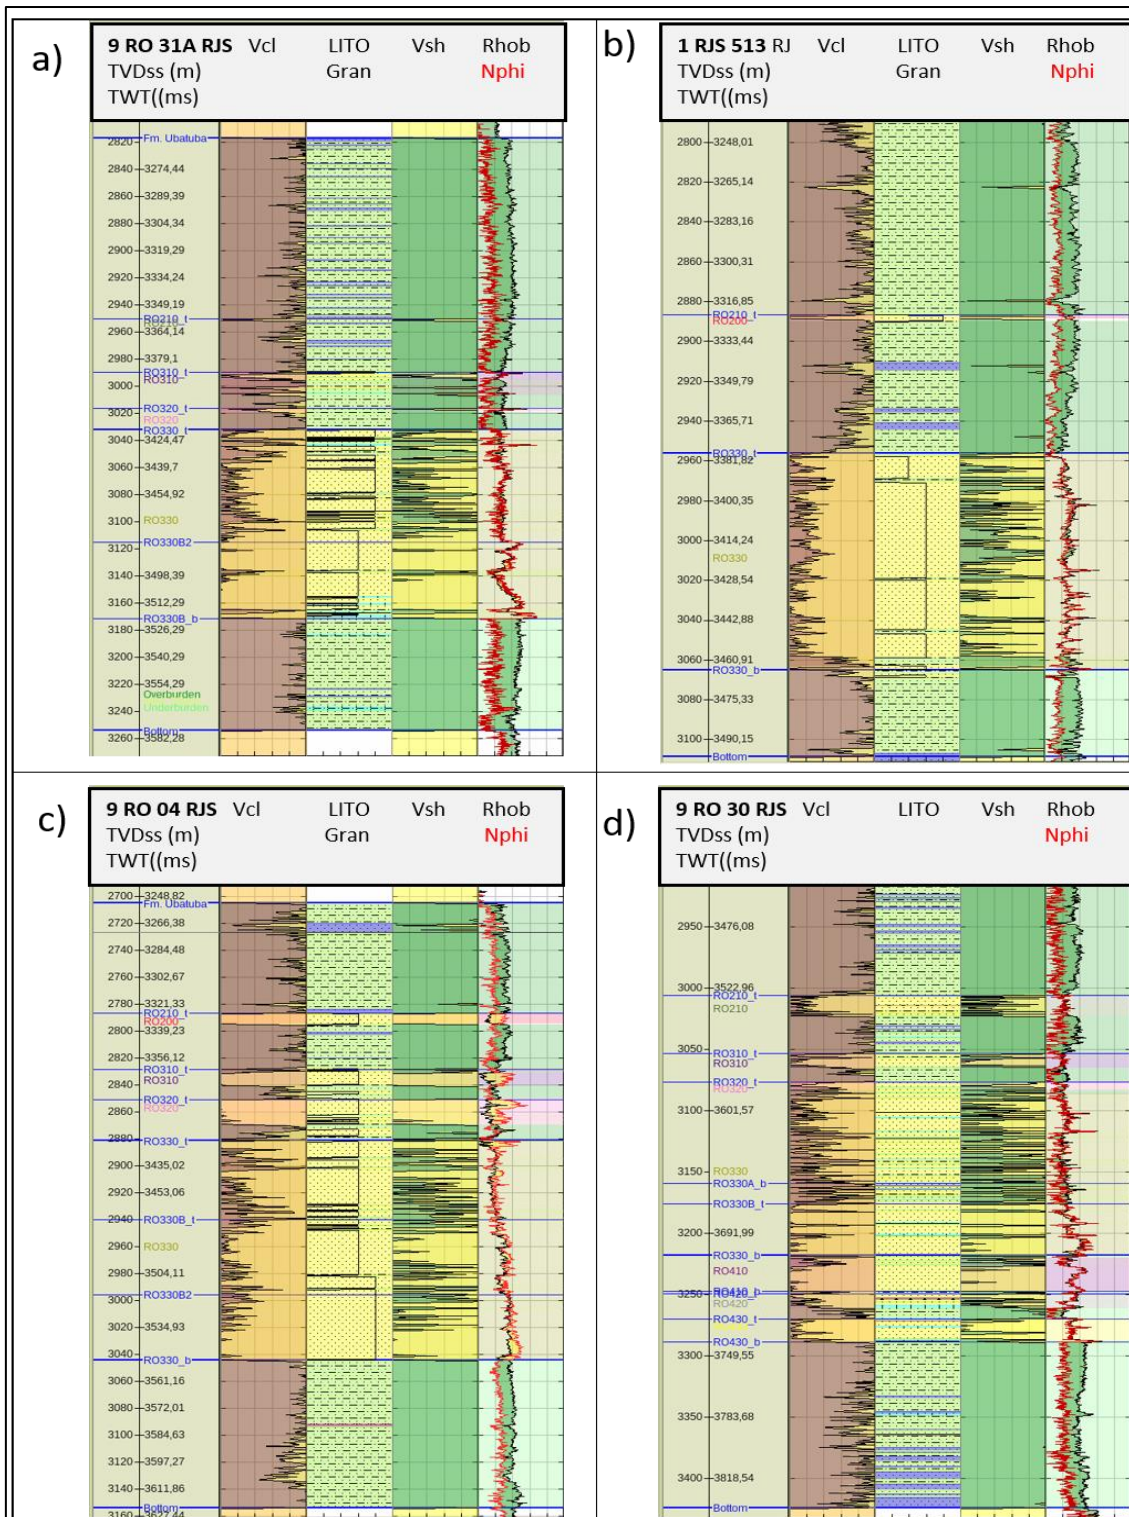 a)
9 RO 31A RJS Vcl LITO Vsh Rhob
TVDss (m) Gran Nphi
TWT((ms)
Fm. Ubatuba
2820
2840 3274,44
2860 3289,39
2880 3304,34
2900 3319,29
2920 3334,24
2940 3349,19
RO210_t
RO210
2960 3364,14
2980 3379,1
RO310_t
RO310
3000
RO320_t
3020
RO320
RO330_t
3040 3424,47
3060 3439,7
3080 3454,92
3100 RO330
RO330B2
3120
3140 3498,39
3160 3512,29
RO330B_b
3180 3526,29
3200 3540,29
3220 3554,29
Overburden
Underburden
3240
Bottom
3260 3582,28
b)
1 RJS 513 RJ Vcl LITO Vsh Rhob
TVDss (m) Gran Nphi
TWT((ms)
2800 3248,01
2820 3265,14
2840 3283,16
2860 3300,31
2880 3316,85
RO210_t
RO200
2900 3333,44
2920 3349,79
2940 3365,71
RO330_t
2960 3381,82
2980 3400,35
3000 3414,24
RO330
3020 3428,54
3040 3442,88
3060 3460,91
RO330_b
3080 3475,33
3100 3490,15
Bottom
c)
9 RO 04 RJS Vcl LITO Vsh Rhob
TVDss (m) Gran Nphi
TWT((ms)
2700 3248,82
Fm. Ubatuba
2720 3266,38
2740 3284,48
2760 3302,67
2780 3321,33
RO210_t
RO200
2800 3339,23
2820 3356,12
RO310_t
RO310
2840
RO320_t
RO320
2860
2880 RO330_t
2900 3435,02
2920 3453,06
2940 RO330B_t
2960 RO330
2980 3504,11
RO330B2
3000
3020 3534,93
3040
RO330_b
3060 3561,16
3080 3572,01
3100 3584,63
3120 3597,27
3140 3611,86
Bottom
3160 3627,44
d)
9 RO 30 RJS Vcl LITO Vsh Rhob
TVDss (m) Nphi
TWT((ms)
2950 3476,08
3000 3522,96
RO210_t
RO210
3050
RO310_t
RO310
RO320_t
RO320
3100 3601,57
3150 RO330
RO330A_b
RO330B_t
3200 3691,99
RO330_b
RO410
RO410_b
3250
RO420
RO430_t
RO430_b
3300 3749,55
3350 3783,68
3400 3818,54
Bottom